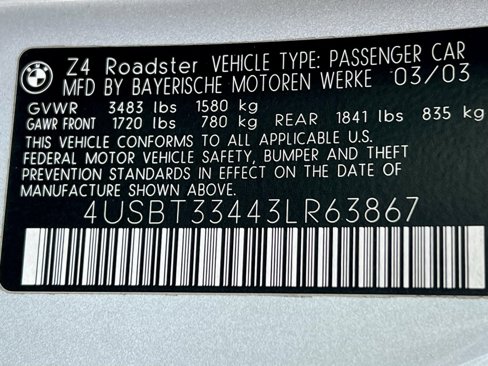 BMW
Z4 Roadster VEHICLE TYPE: PASSENGER CAR
MFD BY BAYERISCHE MOTOREN WERKE 03/03
GVWR 3483 lbs 1580 kg
GAWR FRONT 1720 lbs 780 kg REAR 1841 lbs 835 kg
THIS VEHICLE CONFORMS TO ALL APPLICABLE U.S.
FEDERAL MOTOR VEHICLE SAFETY, BUMPER AND THEFT
PREVENTION STANDARDS IN EFFECT ON THE DATE OF
MANUFACTURE SHOWN ABOVE.
4USBT33443LR63867